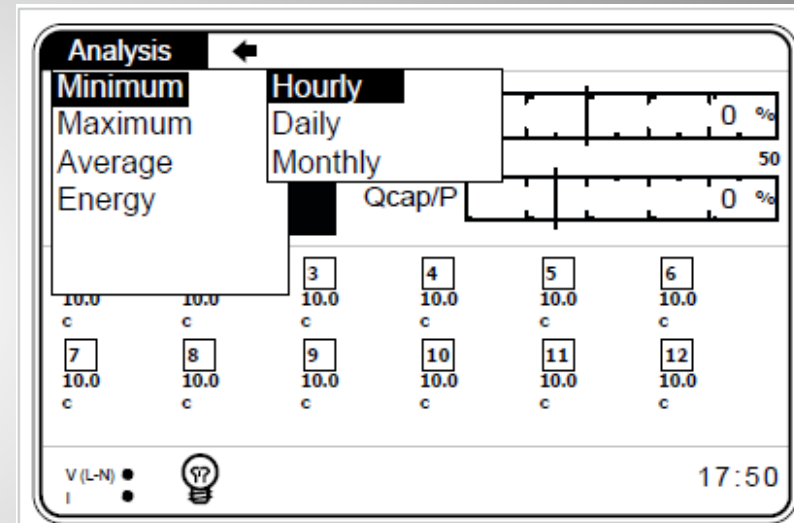 Analysis
Minimum
Maximum
Average
Energy
Hourly
Daily
Monthly
0 %
50
Qcap/P 0 %
3 4 5 6
10.0 10.0 10.0 10.0 10.0 10.0
c c c c c c
7 8 9 10 11 12
10.0 10.0 10.0 10.0 10.0 10.0
c c c c c c
V (L-N)
I
17:50